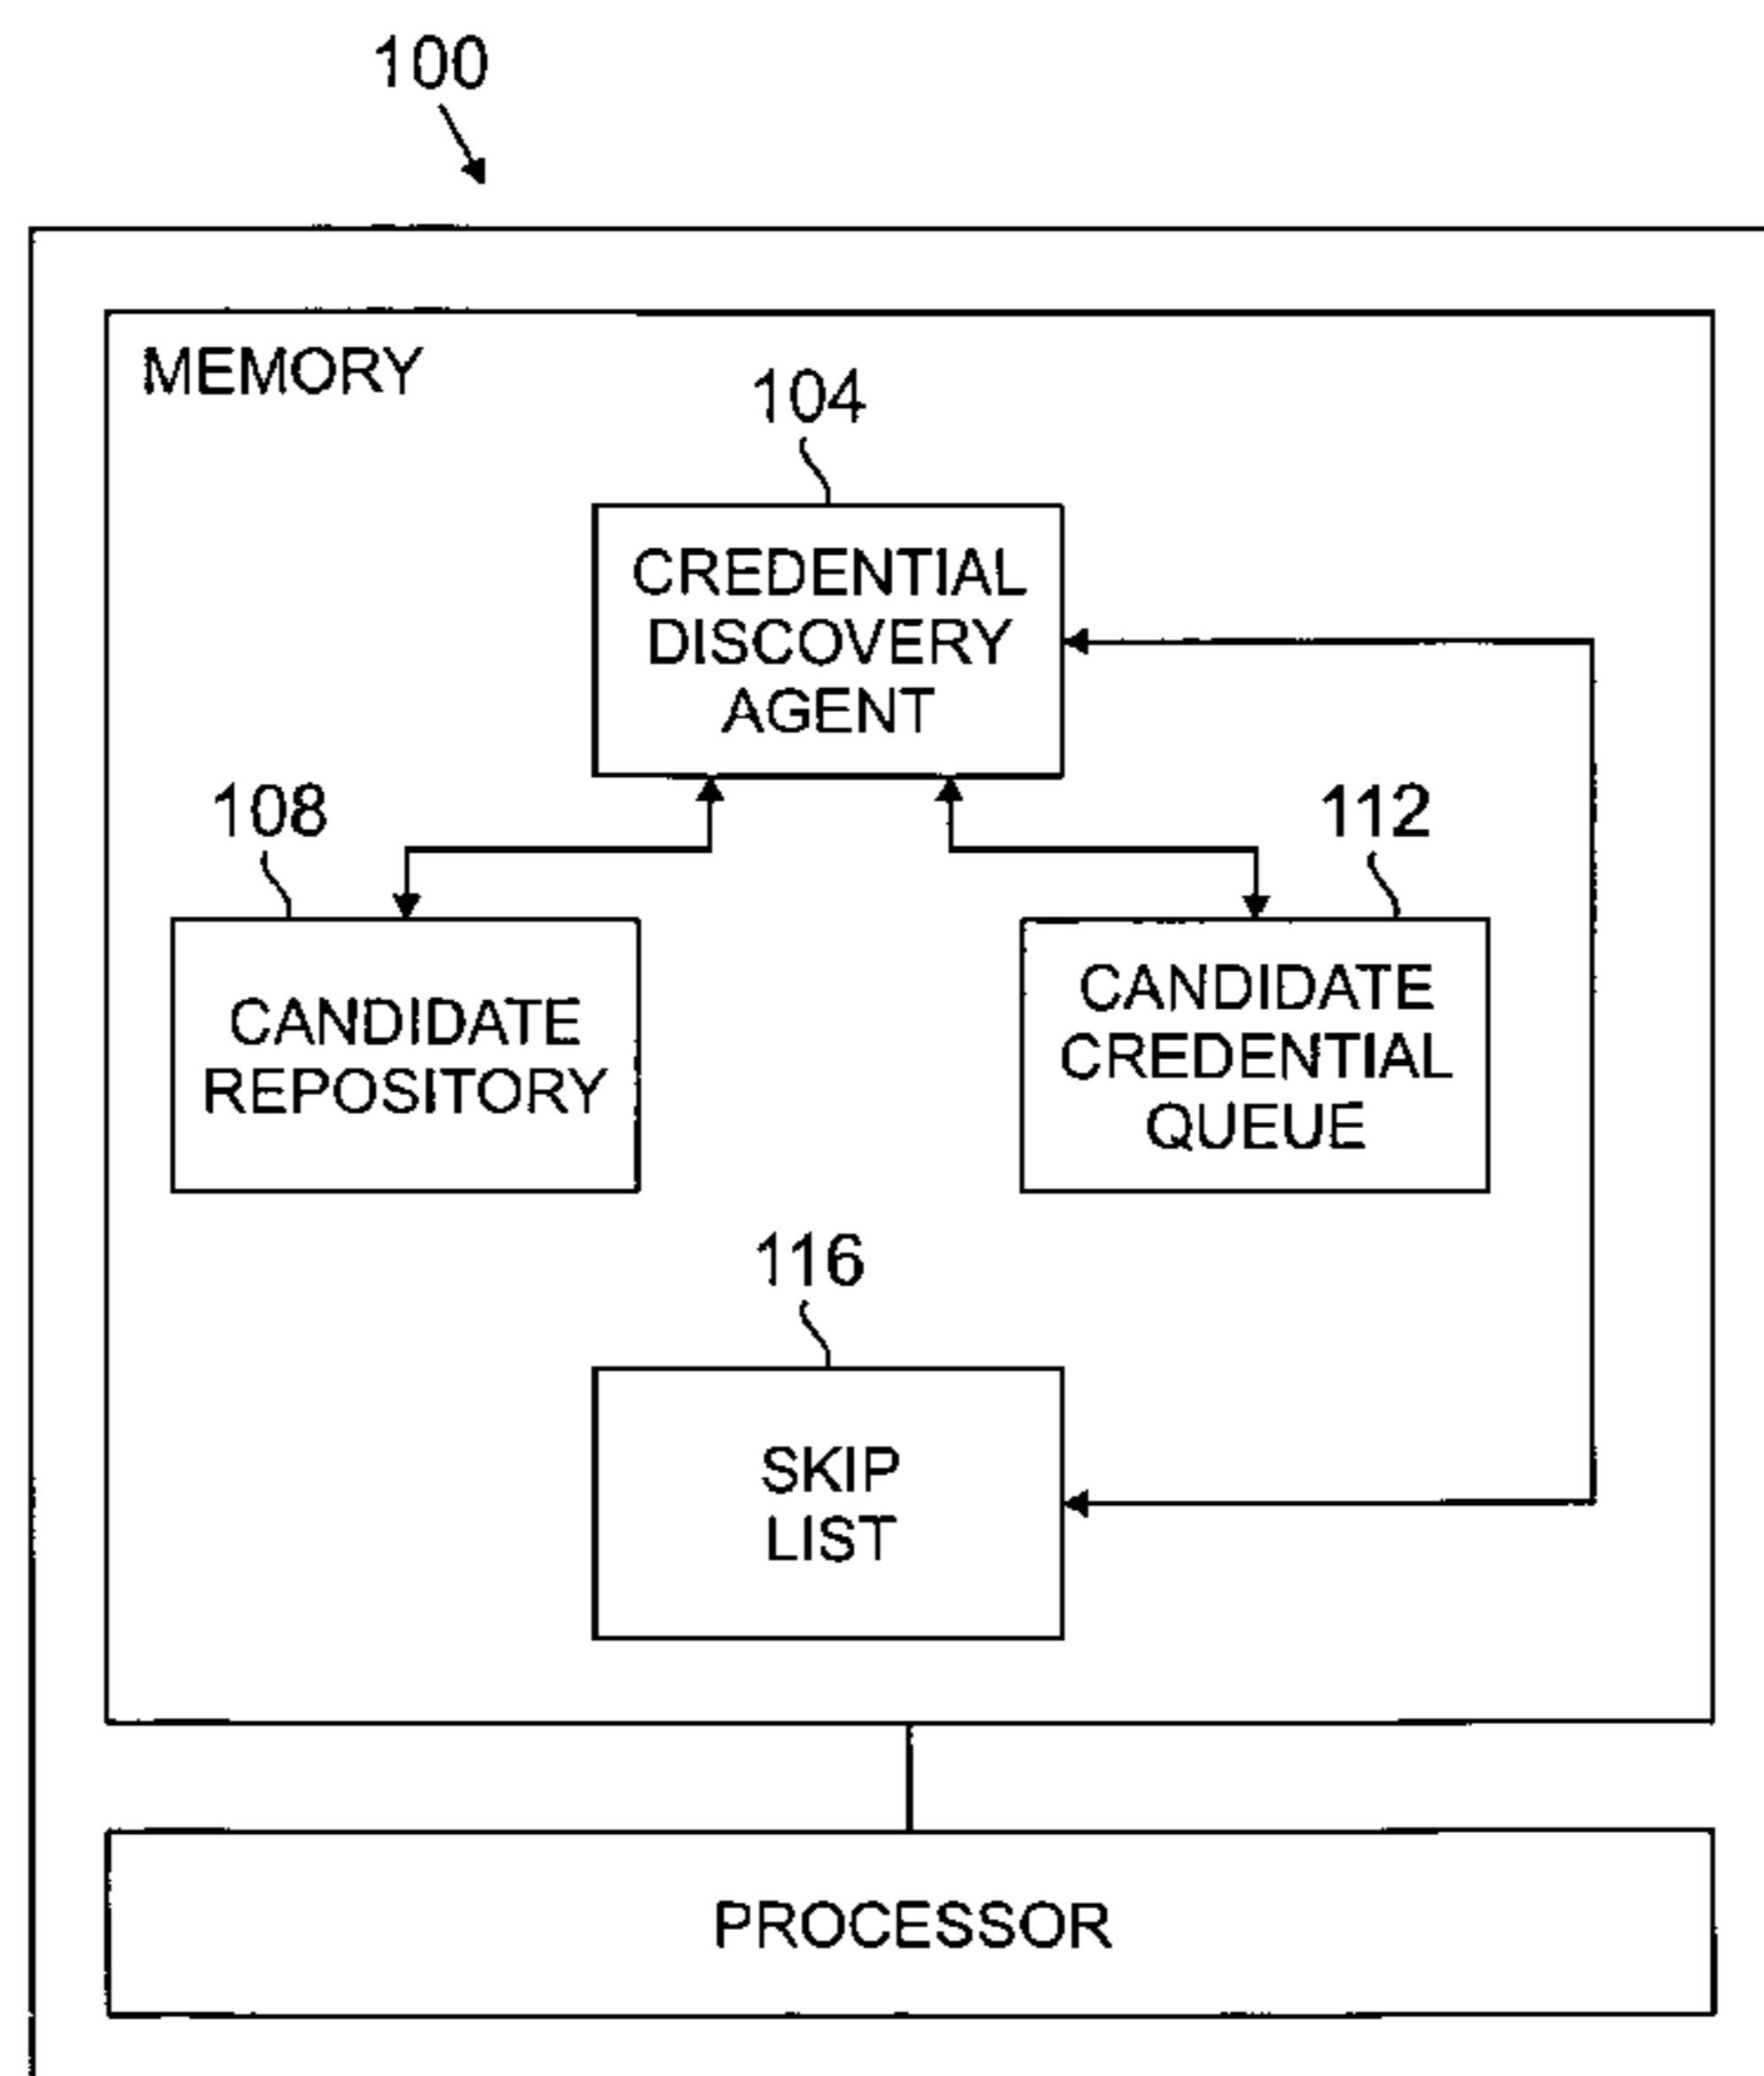 100
MEMORY
104
CREDENTIAL
DISCOVERY
AGENT
108
112
CANDIDATE
REPOSITORY
CANDIDATE
CREDENTIAL
QUEUE
116
SKIP
LIST
PROCESSOR